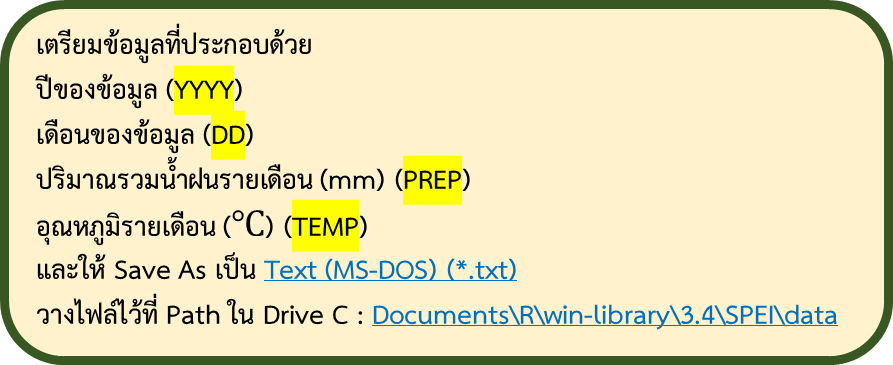 เตรียมข้อมูลที่ประกอบด้วย
ปีของข้อมูล (YYYY)
เดือนของข้อมูล (DD)
ปริมาณรวมน้ำฝนรายเดือน (mm) (PREP)
อุณหภูมิรายเดือน (℃) (TEMP)
และให้ Save As เป็น Text (MS-DOS) (*.txt)
วางไฟล์ไว้ที่ Path ใน Drive C : Documents\R\win-library\3.4\SPEI\data